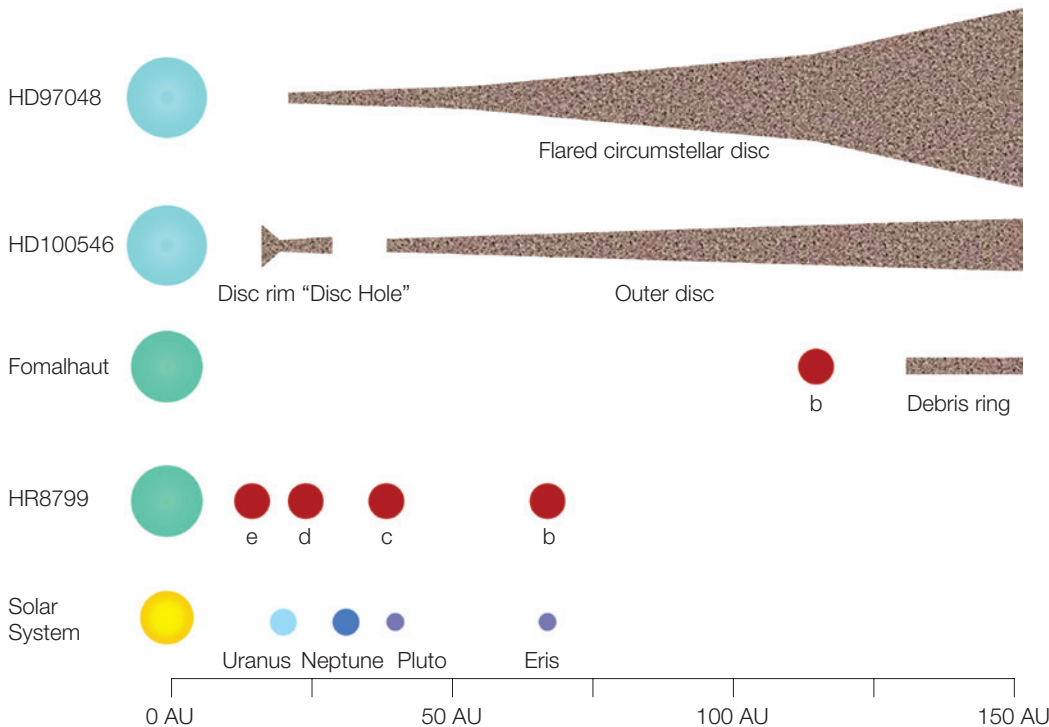 HD97048
Flared circumstellar disc
HD100546
Disc rim “Disc Hole”
Outer disc
Fomalhaut
b
Debris ring
HR8799
e
d
c
b
Solar
System
Uranus
Neptune
Pluto
Eris
0 AU
50 AU
100 AU
150 AU